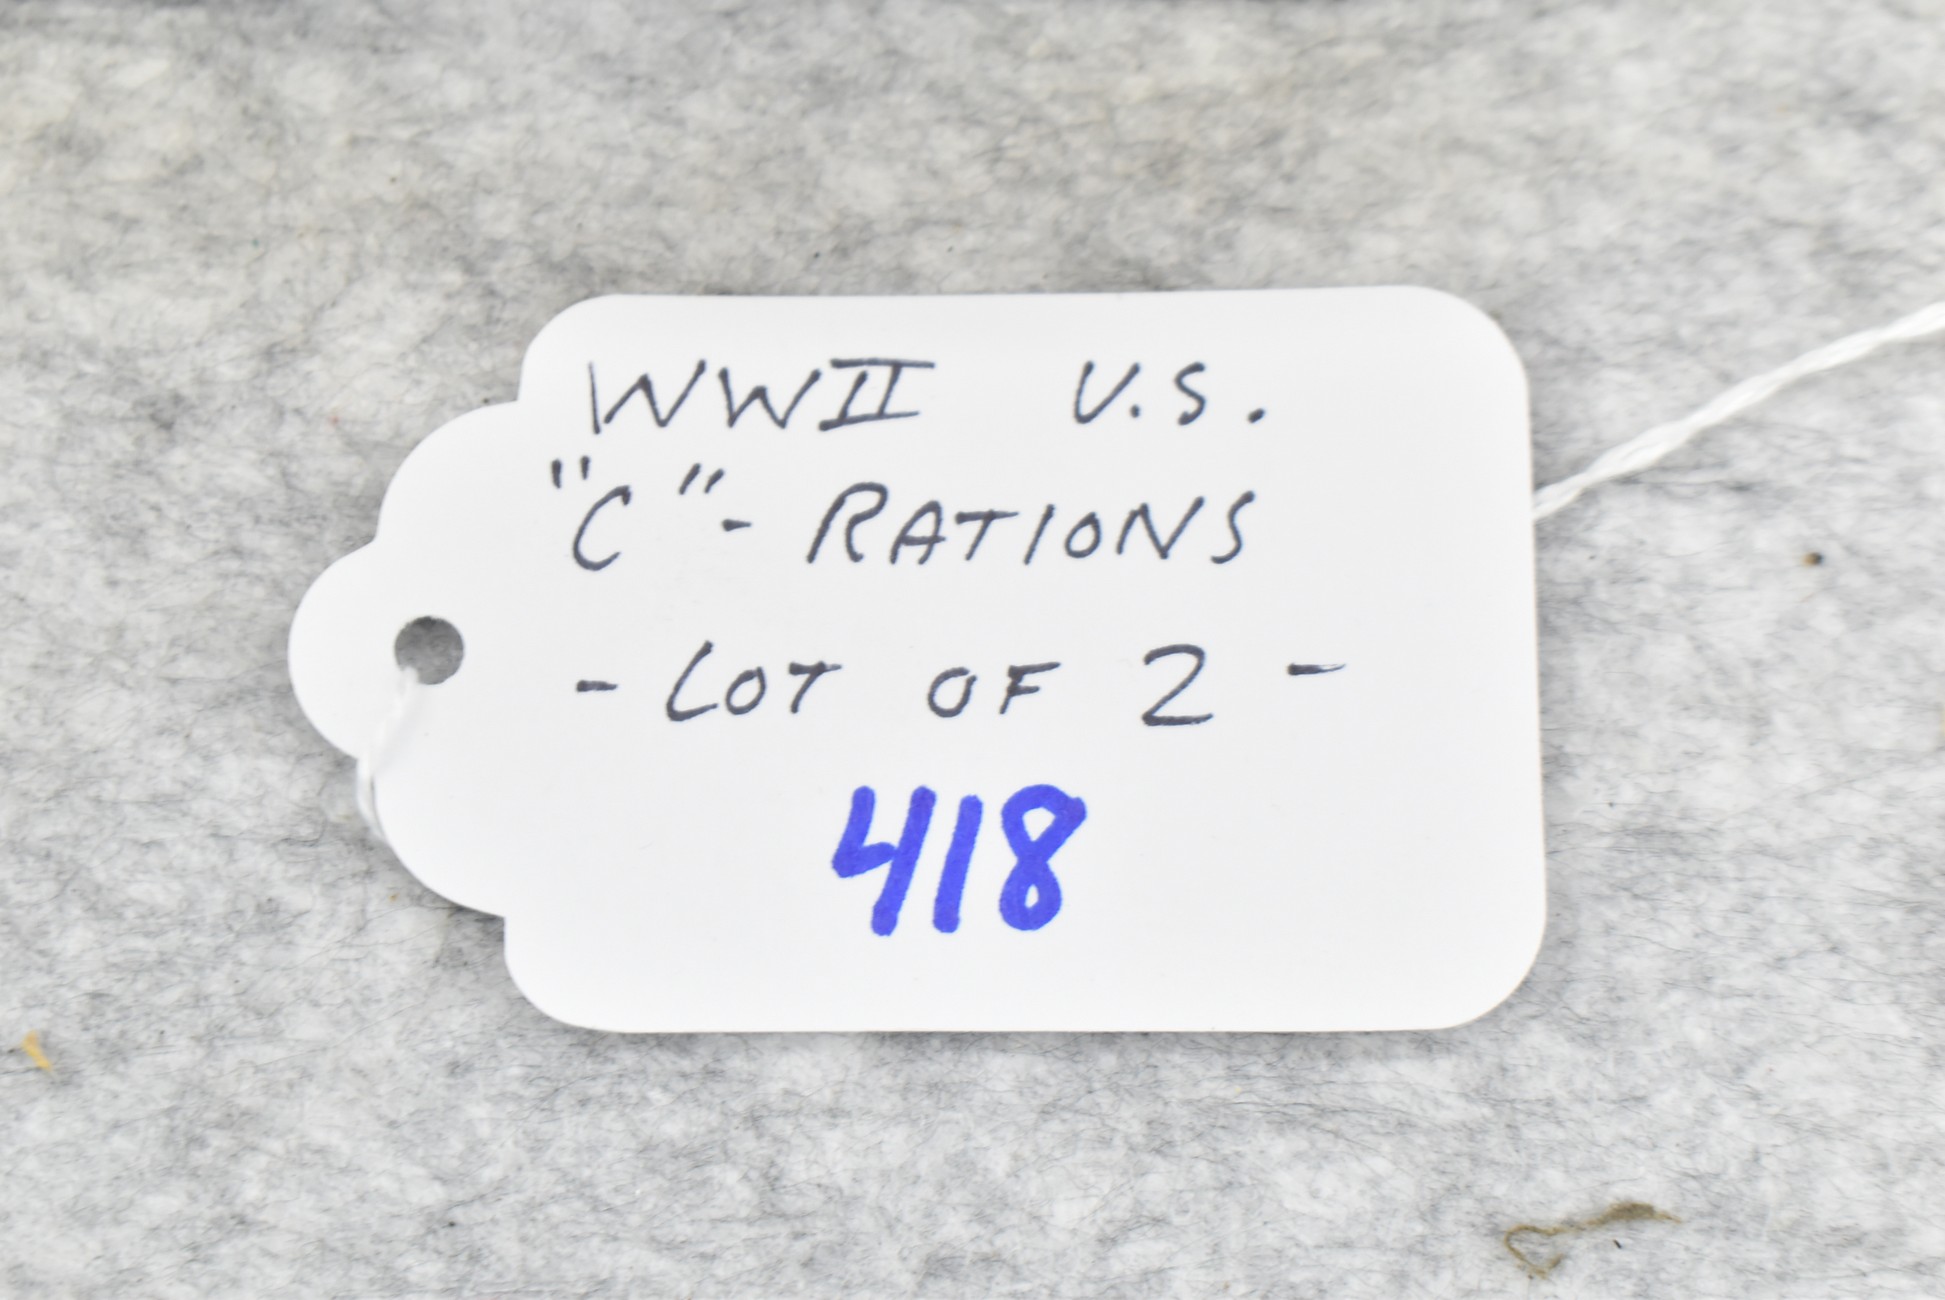 WWII U.S.
"C"- RATIONS
- LOT OF 2 -
418